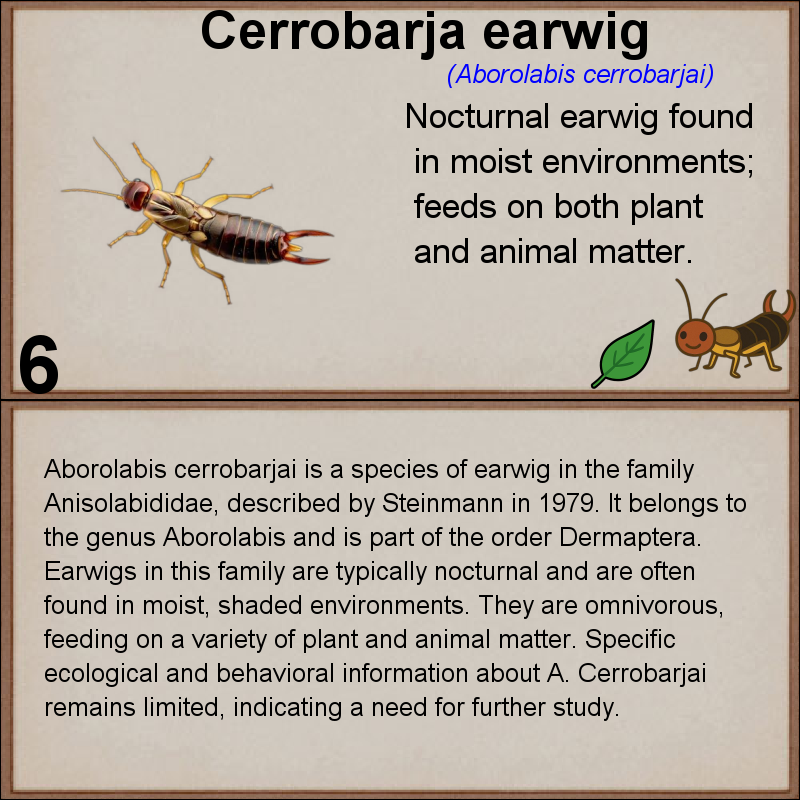 Cerrobarja earwig
(Aborolabis cerrobarjai)
Nocturnal earwig found
in moist environments;
feeds on both plant
and animal matter.
6
Aborolabis cerrobarjai is a species of earwig in the family
Anisolabididae, described by Steinmann in 1979. It belongs to
the genus Aborolabis and is part of the order Dermaptera.
Earwigs in this family are typically nocturnal and are often
found in moist, shaded environments. They are omnivorous,
feeding on a variety of plant and animal matter. Specific
ecological and behavioral information about A. Cerrobarjai
remains limited, indicating a need for further study.